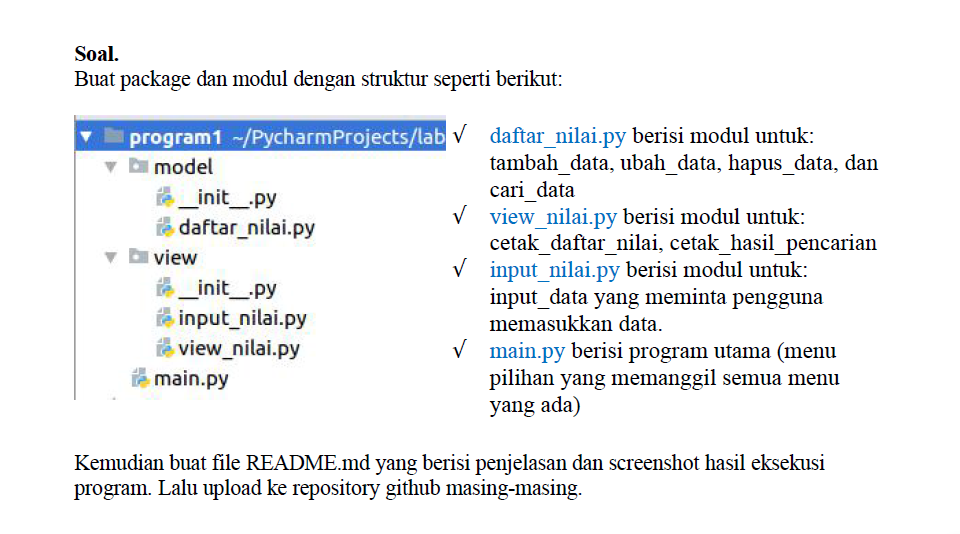 Soal.
Buat package dan modul dengan struktur seperti berikut:
program1 ~/PycharmProjects/lab
model
__init__.py
daftar_nilai.py
view
__init__.py
input_nilai.py
view_nilai.py
main.py
√ daftar_nilai.py berisi modul untuk:
tambah_data, ubah_data, hapus_data, dan
cari_data
√ view_nilai.py berisi modul untuk:
cetak_daftar_nilai, cetak_hasil_pencarian
√ input_nilai.py berisi modul untuk:
input_data yang meminta pengguna
memasukkan data.
√ main.py berisi program utama (menu
pilihan yang memanggil semua menu
yang ada)
Kemudian buat file README.md yang berisi penjelasan dan screenshot hasil eksekusi
program. Lalu upload ke repository github masing-masing.